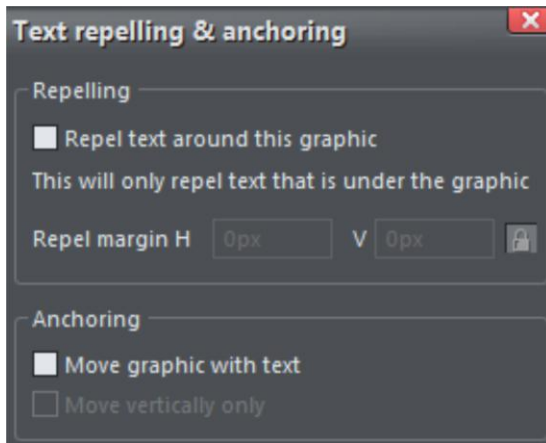 Text repelling & anchoring
Repelling
Repel text around this graphic
This will only repel text that is under the graphic
Repel margin H 0px V 0px
Anchoring
Move graphic with text
Move vertically only